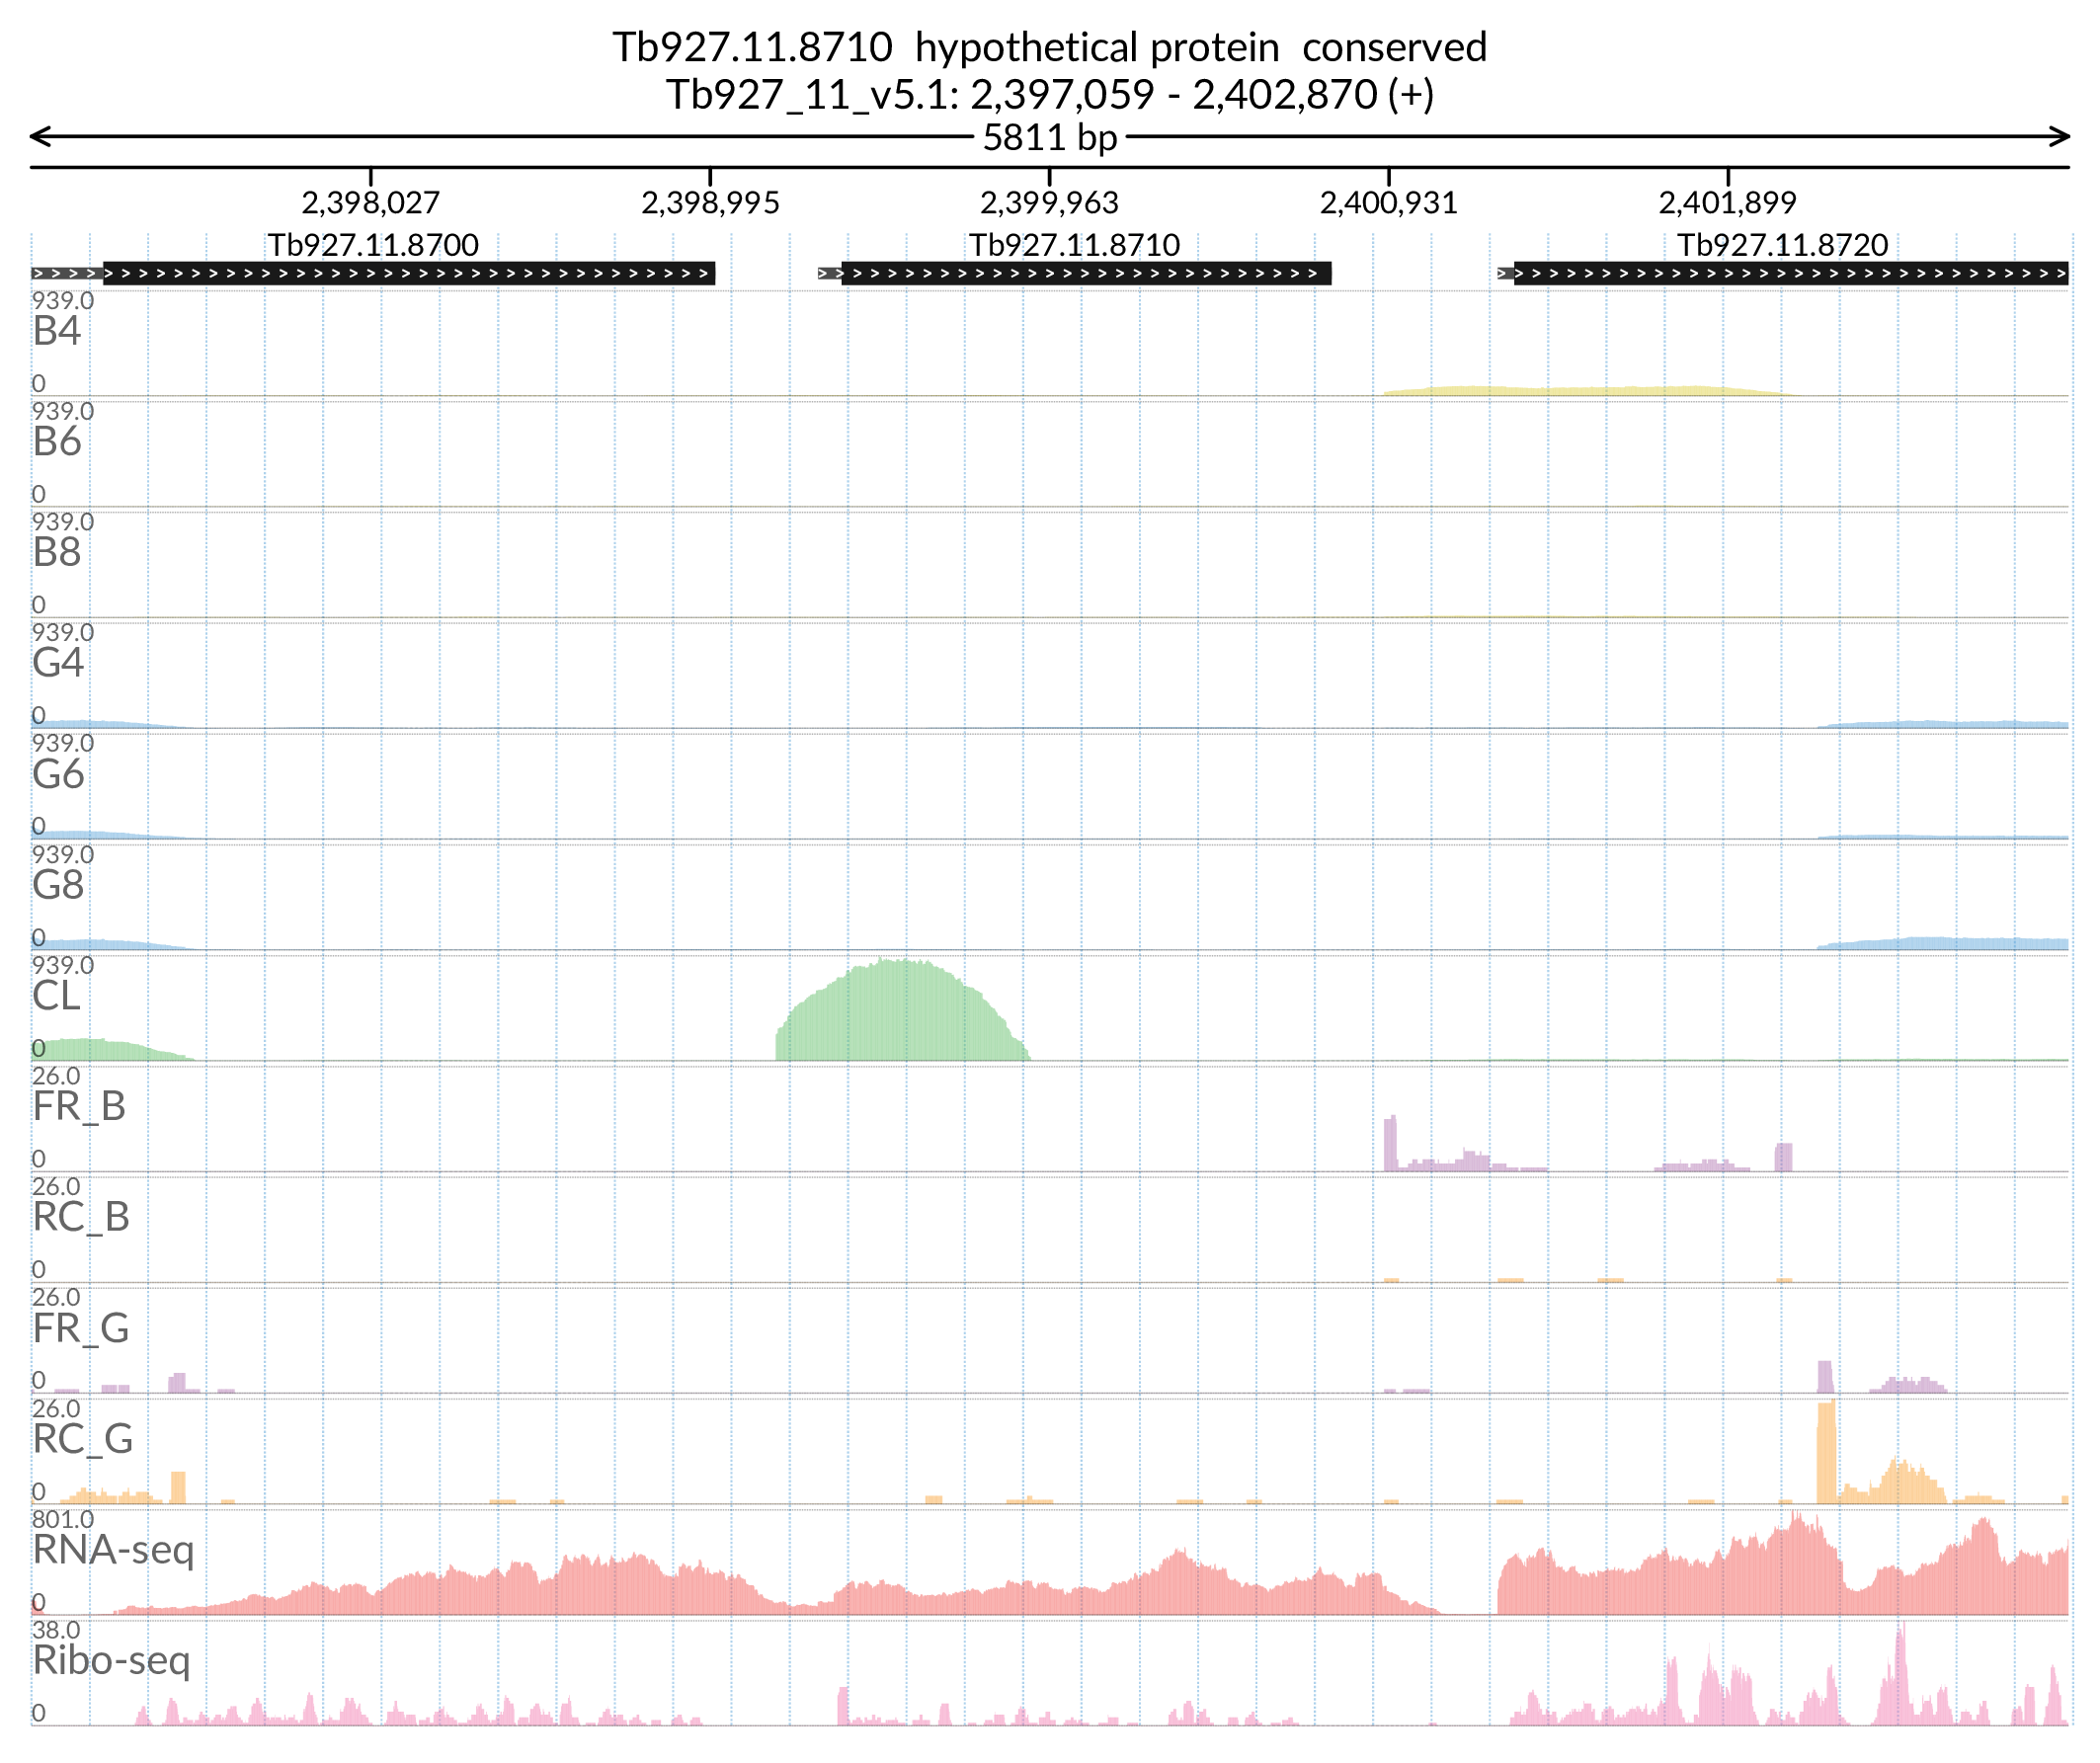 Tb927.11.8710 hypothetical protein conserved
Tb927_11_v5.1: 2,397,059 - 2,402,870 (+)
5811 bp
2,398,027 2,398,995 2,399,963 2,400,931 2,401,899
Tb927.11.8700 Tb927.11.8710 Tb927.11.8720
939.0
B4
0
939.0
B6
0
939.0
B8
0
939.0
G4
0
939.0
G6
0
939.0
G8
0
939.0
CL
0
26.0
FR_B
0
26.0
RC_B
0
26.0
FR_G
0
26.0
RC_G
0
801.0
RNA-seq
0
38.0
Ribo-seq
0